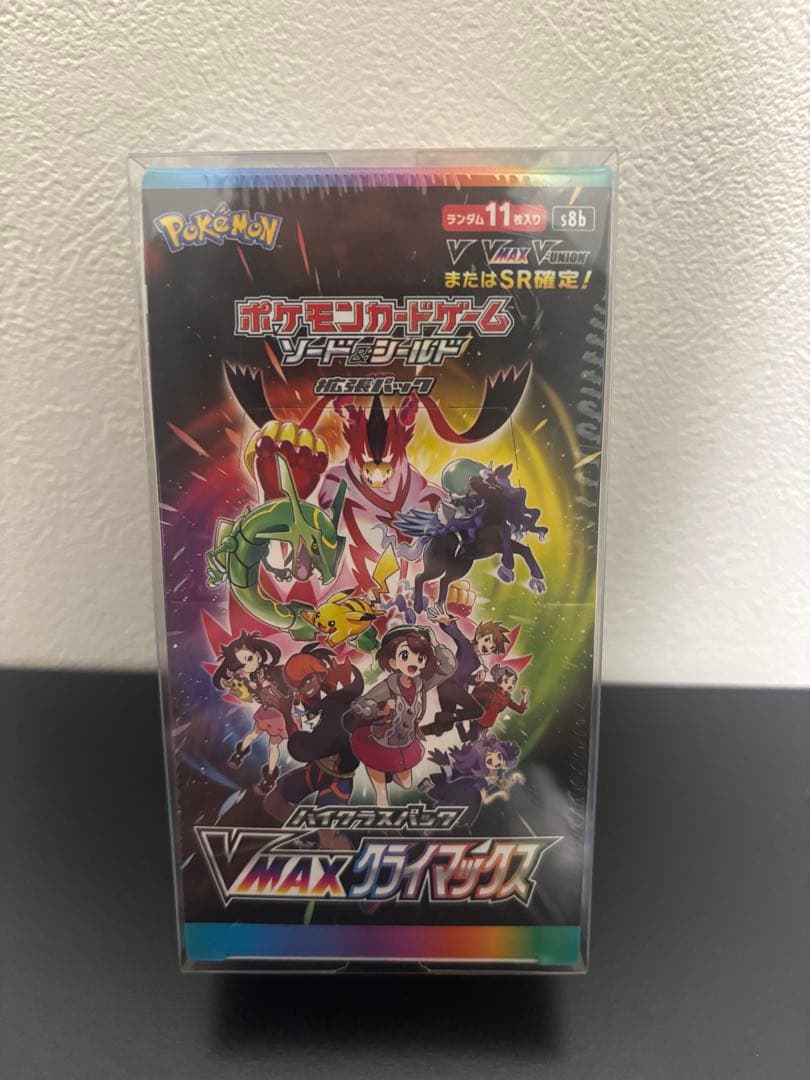 POKéMON
ランダム11枚入り s8b
V VMAX V-UNION
またはSR確定!
ポケモンカードゲーム
ソード&シールド
拡張パック
ハイクラスパック
VMAXクライマックス